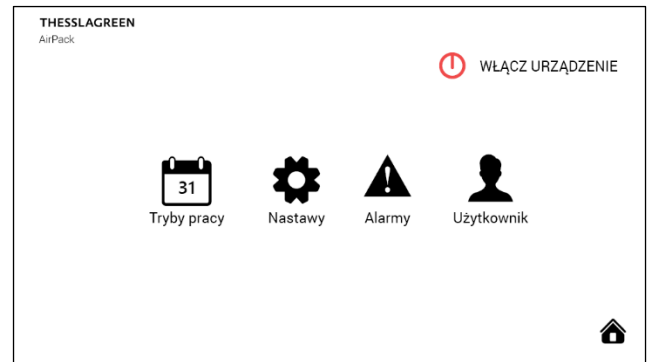 THESSLAGREEN
AirPack
WŁĄCZ URZĄDZENIE
31
Tryby pracy
Nastawy
Alarmy
Użytkownik